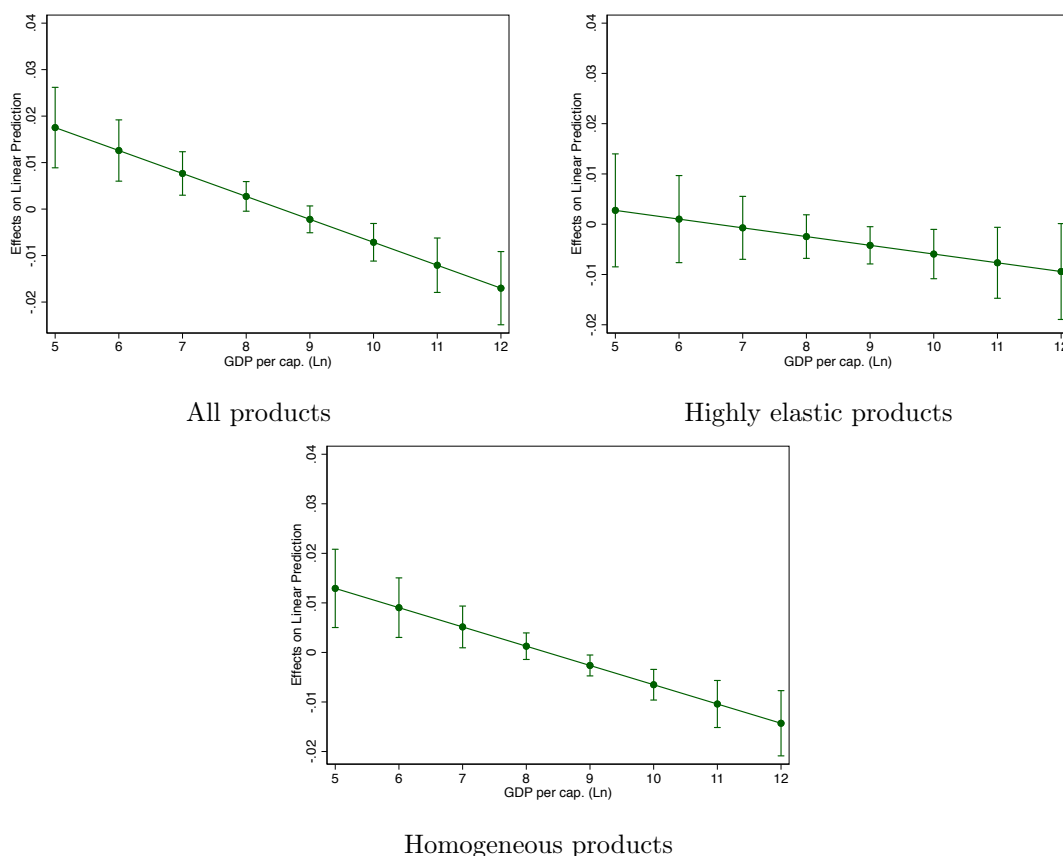 .04
.03
.02
.01
0
-.01
-.02
Effects on Linear Prediction
5 6 7 8 9 10 11 12
GDP per cap. (Ln)
All products
.04
.03
.02
.01
0
-.01
-.02
Effects on Linear Prediction
5 6 7 8 9 10 11 12
GDP per cap. (Ln)
Highly elastic products
.04
.03
.02
.01
0
-.01
-.02
Effects on Linear Prediction
5 6 7 8 9 10 11 12
GDP per cap. (Ln)
Homogeneous products